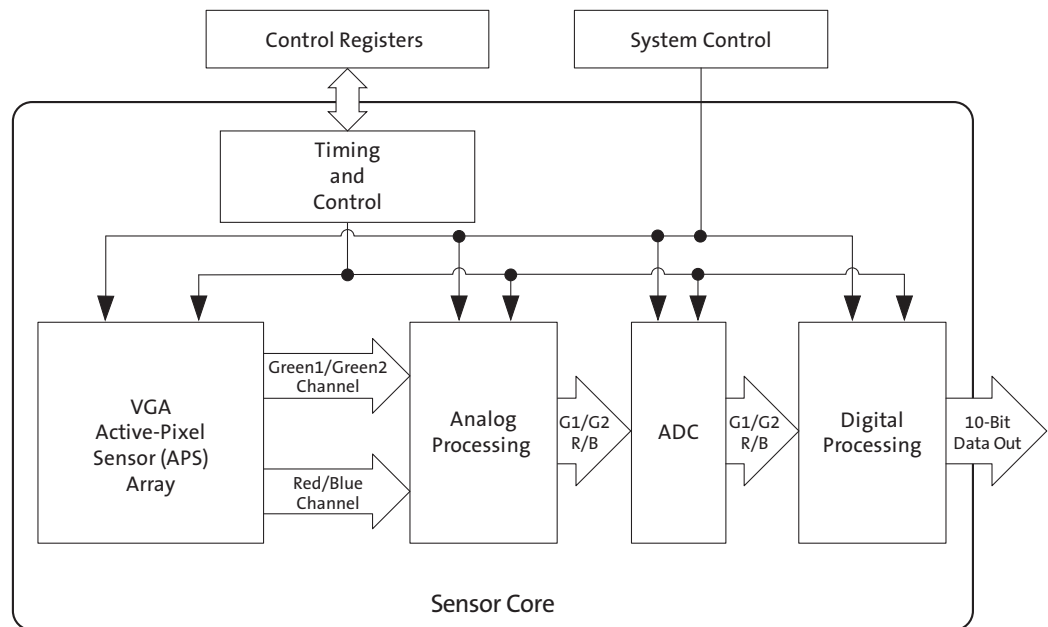 Control Registers
System Control
Timing
and
Control
VGA
Active-Pixel
Sensor (APS)
Array
Green1/Green2
Channel
Red/Blue
Channel
Analog
Processing
G1/G2
R/B
ADC
G1/G2
R/B
Digital
Processing
10-Bit
Data Out
Sensor Core